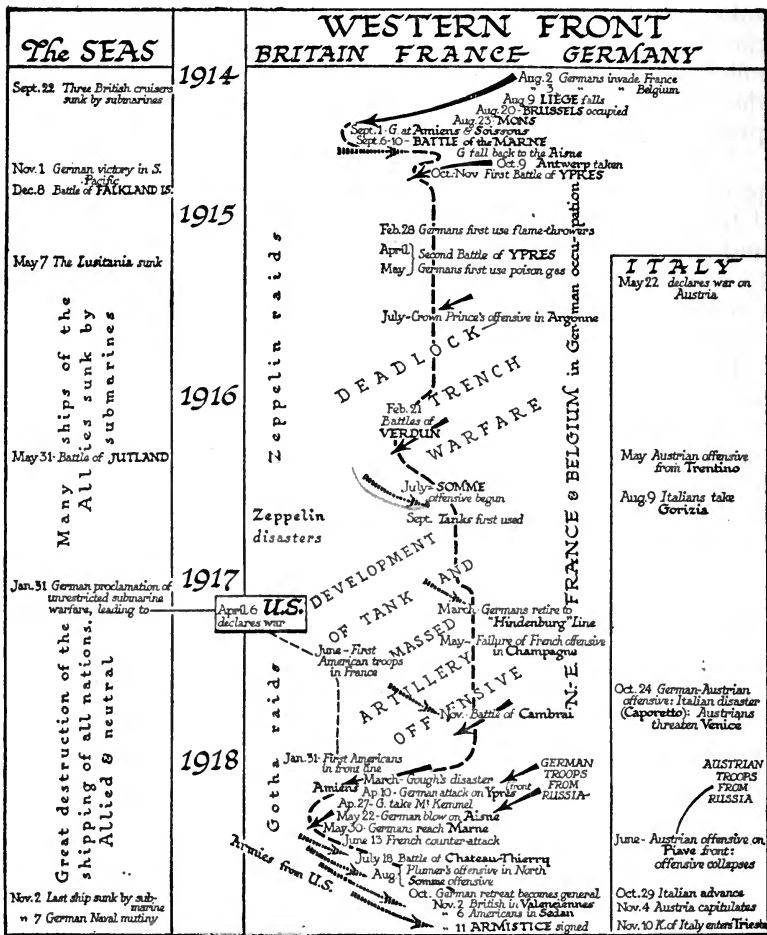 The SEAS
Sept. 22 Three British cruisers
sunk by submarines
Nov. 1 German victory in S.
Pacific
Dec. 8 Battle of FALKLAND IS.
May 7 The Lusitania sunk
Many ships of the
Allies sunk by
submarines
May 31- Battle of JUTLAND
Jan. 31 German proclamation of
unrestricted submarine
warfare, leading to
Great destruction of the
shipping of all nations,
Allied & neutral
Nov. 2 Last ship sunk by sub-
marine
" 7 German Naval mutiny
1914
1915
1916
1917
1918
WESTERN FRONT
BRITAIN FRANCE GERMANY
Aug. 2 Germans invade France
" 3 " " Belgium
Aug 9 LIÈGE falls
Aug. 20- BRUSSELS occupied
Aug. 23- MONS
Sept. 1- G. at Amiens & Soissons
Sept. 6-10- BATTLE of the MARNE
G fall back to the Aisne
Oct. 9 Antwerp taken
Oct-Nov First Battle of YPRES
Feb. 28 Germans first use flame-throwers
April Second Battle of YPRES
May Germans first use poison gas
July- Crown Prince's offensive in Argonne
Zeppelin raids
DEADLOCK
TRENCH
WARFARE
N-E. FRANCE & BELGIUM in German occupation
Feb. 21
Battles of
VERDUN
July- SOMME
offensive begun
Sept. Tanks first used
Zeppelin
disasters
DEVELOPMENT
OF TANK AND
MASSED
ARTILLERY
OFFENSIVE
April 6 U.S.
declares war
March- Germans retire to
"Hindenburg" Line
May- Failure of French offensive
in Champagne
June- First
American troops
in France
Nov.- Battle of Cambrai
Gotha raids
Jan. 31- First Americans
in front line
March- Gough's disaster
Amiens
Ap 10- German attack on Ypres front
Ap. 27- G. take Mt Kemmel
May 22- German blow on Aisne
May 30- Germans reach Marne
June 13 French counter-attack
GERMAN
TROOPS
FROM
RUSSIA
July 18 Battle of Chateau-Thierry
Aug Plumer's offensive in North
Somme offensive
Armies from U.S.
Oct. German retreat becomes general
Nov. 2 British in Valenciennes
" 6 Americans in Sedan
" 11 ARMISTICE signed
ITALY
May 22 declares war on
Austria
May Austrian offensive
from Trentino
Aug. 9 Italians take
Gorizia
Oct. 24 German-Austrian
offensive: Italian disaster
(Caporetto): Austrians
threaten Venice
AUSTRIAN
TROOPS
FROM
RUSSIA
June- Austrian offensive on
Piave front:
offensive collapses
Oct. 29 Italian advance
Nov. 4 Austria capitulates
Nov. 10 K. of Italy enters Trieste